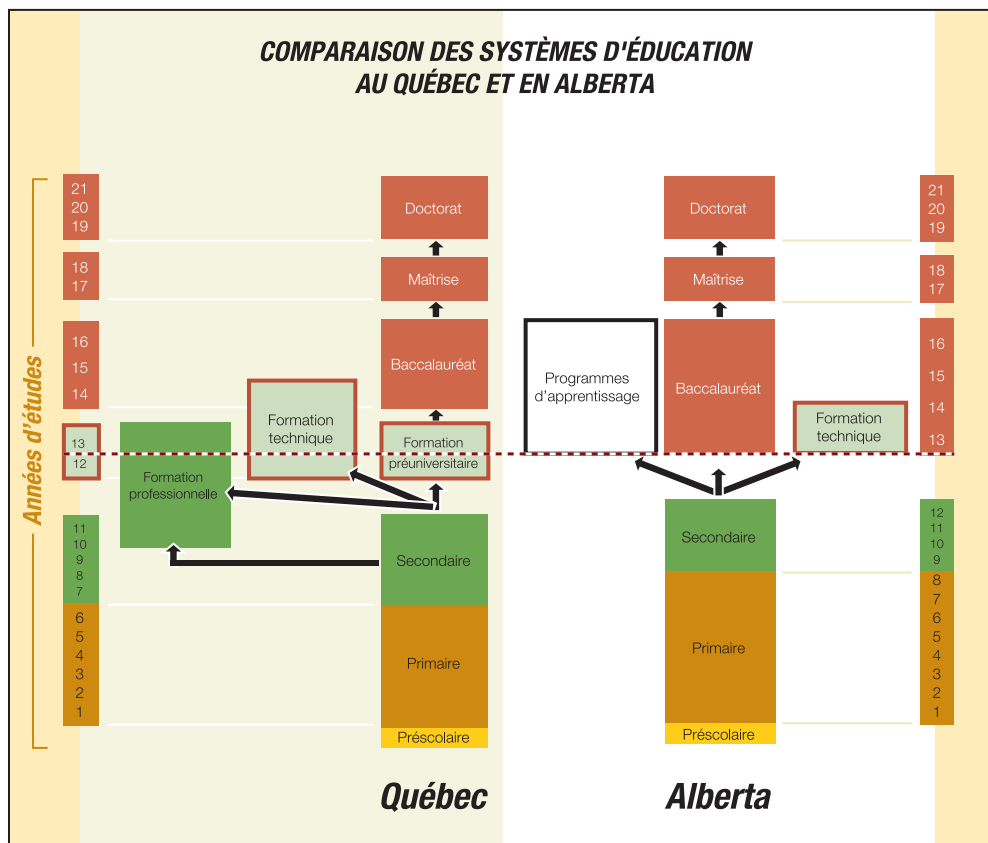 COMPARAISON DES SYSTÈMES D'ÉDUCATION
AU QUÉBEC ET EN ALBERTA
Années d'études
21
20
19
18
17
16
15
14
13
12
11
10
9
8
7
6
5
4
3
2
1
Formation
professionnelle
Formation
technique
Doctorat
Maîtrise
Baccalauréat
Formation
préuniversitaire
Secondaire
Primaire
Préscolaire
Québec
Programmes
d'apprentissage
Doctorat
Maîtrise
Baccalauréat
Formation
technique
Secondaire
Primaire
Préscolaire
Alberta
21
20
19
18
17
16
15
14
13
12
11
10
9
8
7
6
5
4
3
2
1